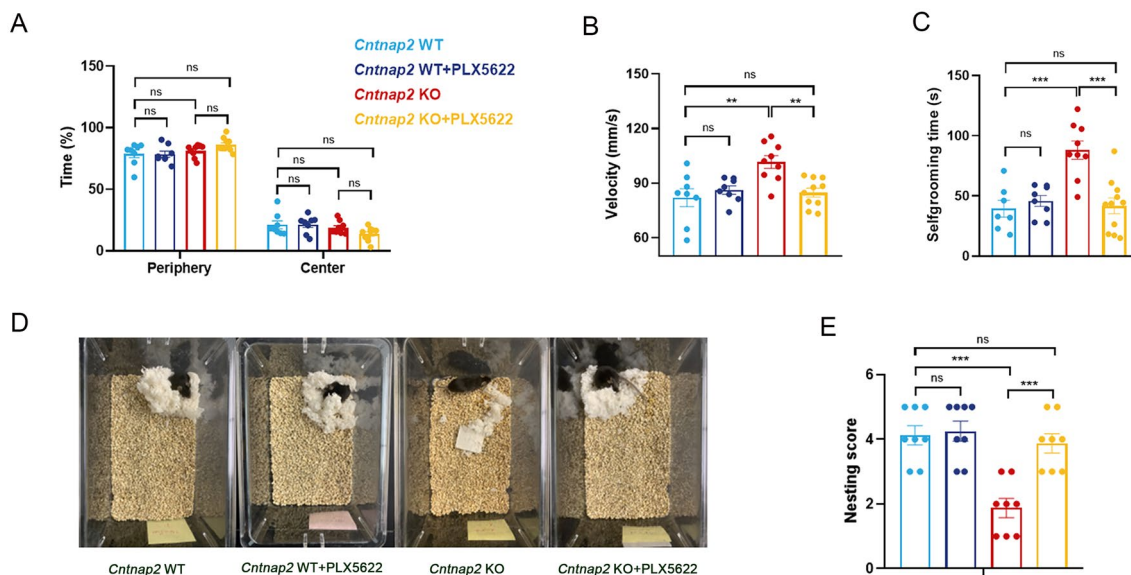 A
Cntnap2 WT
Cntnap2 WT+PLX5622
Cntnap2 KO
Cntnap2 KO+PLX5622
Time (%)
150
100
50
0
ns
ns
ns
ns
ns
ns
ns
ns
Periphery
Center
B
Velocity (mm/s)
150
120
90
60
ns
**
**
ns
C
Selfgrooming time (s)
150
100
50
0
ns
***
***
ns
D
Cntnap2 WT
Cntnap2 WT+PLX5622
Cntnap2 KO
Cntnap2 KO+PLX5622
E
Nesting score
6
4
2
0
ns
***
***
ns